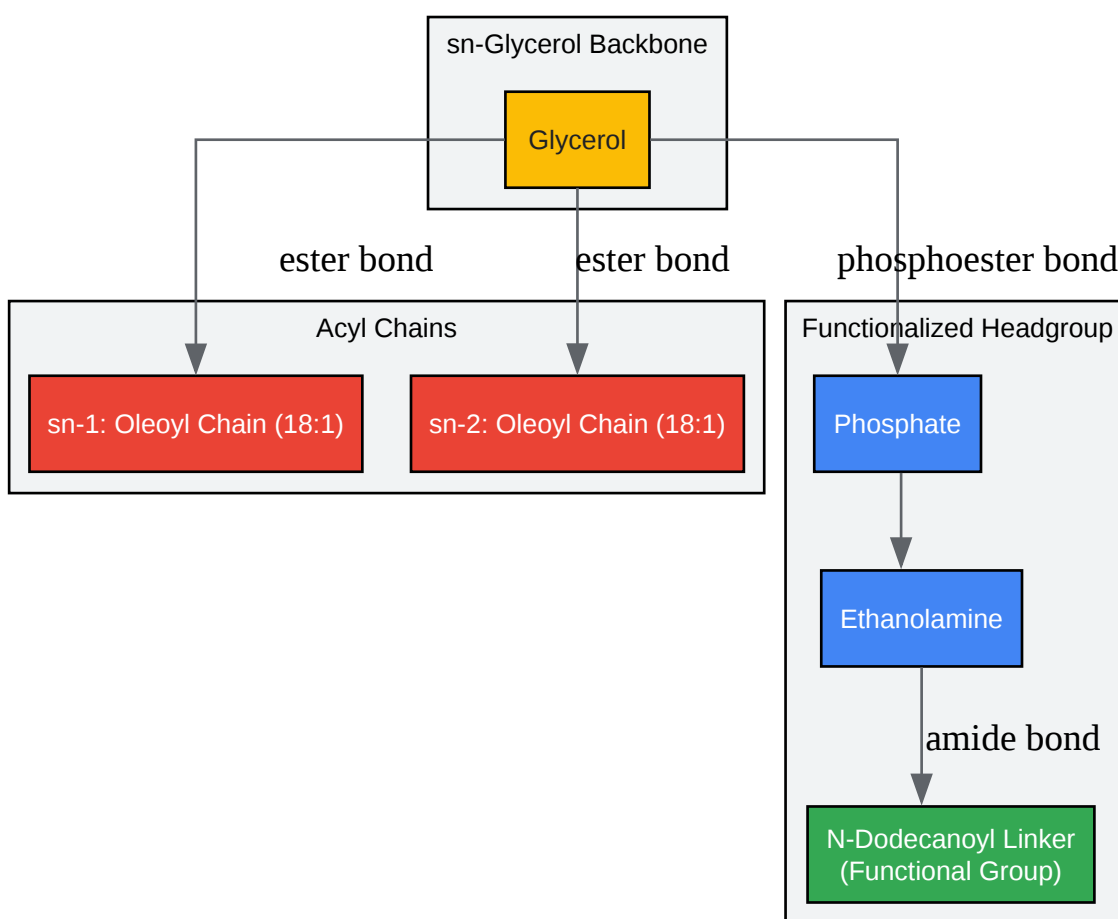 sn-Glycerol Backbone
Glycerol
ester bond
ester bond
phosphoester bond
Acyl Chains
Functionalized Headgroup
sn-1: Oleoyl Chain (18:1)
sn-2: Oleoyl Chain (18:1)
Phosphate
Ethanolamine
amide bond
N-Dodecanoyl Linker
(Functional Group)